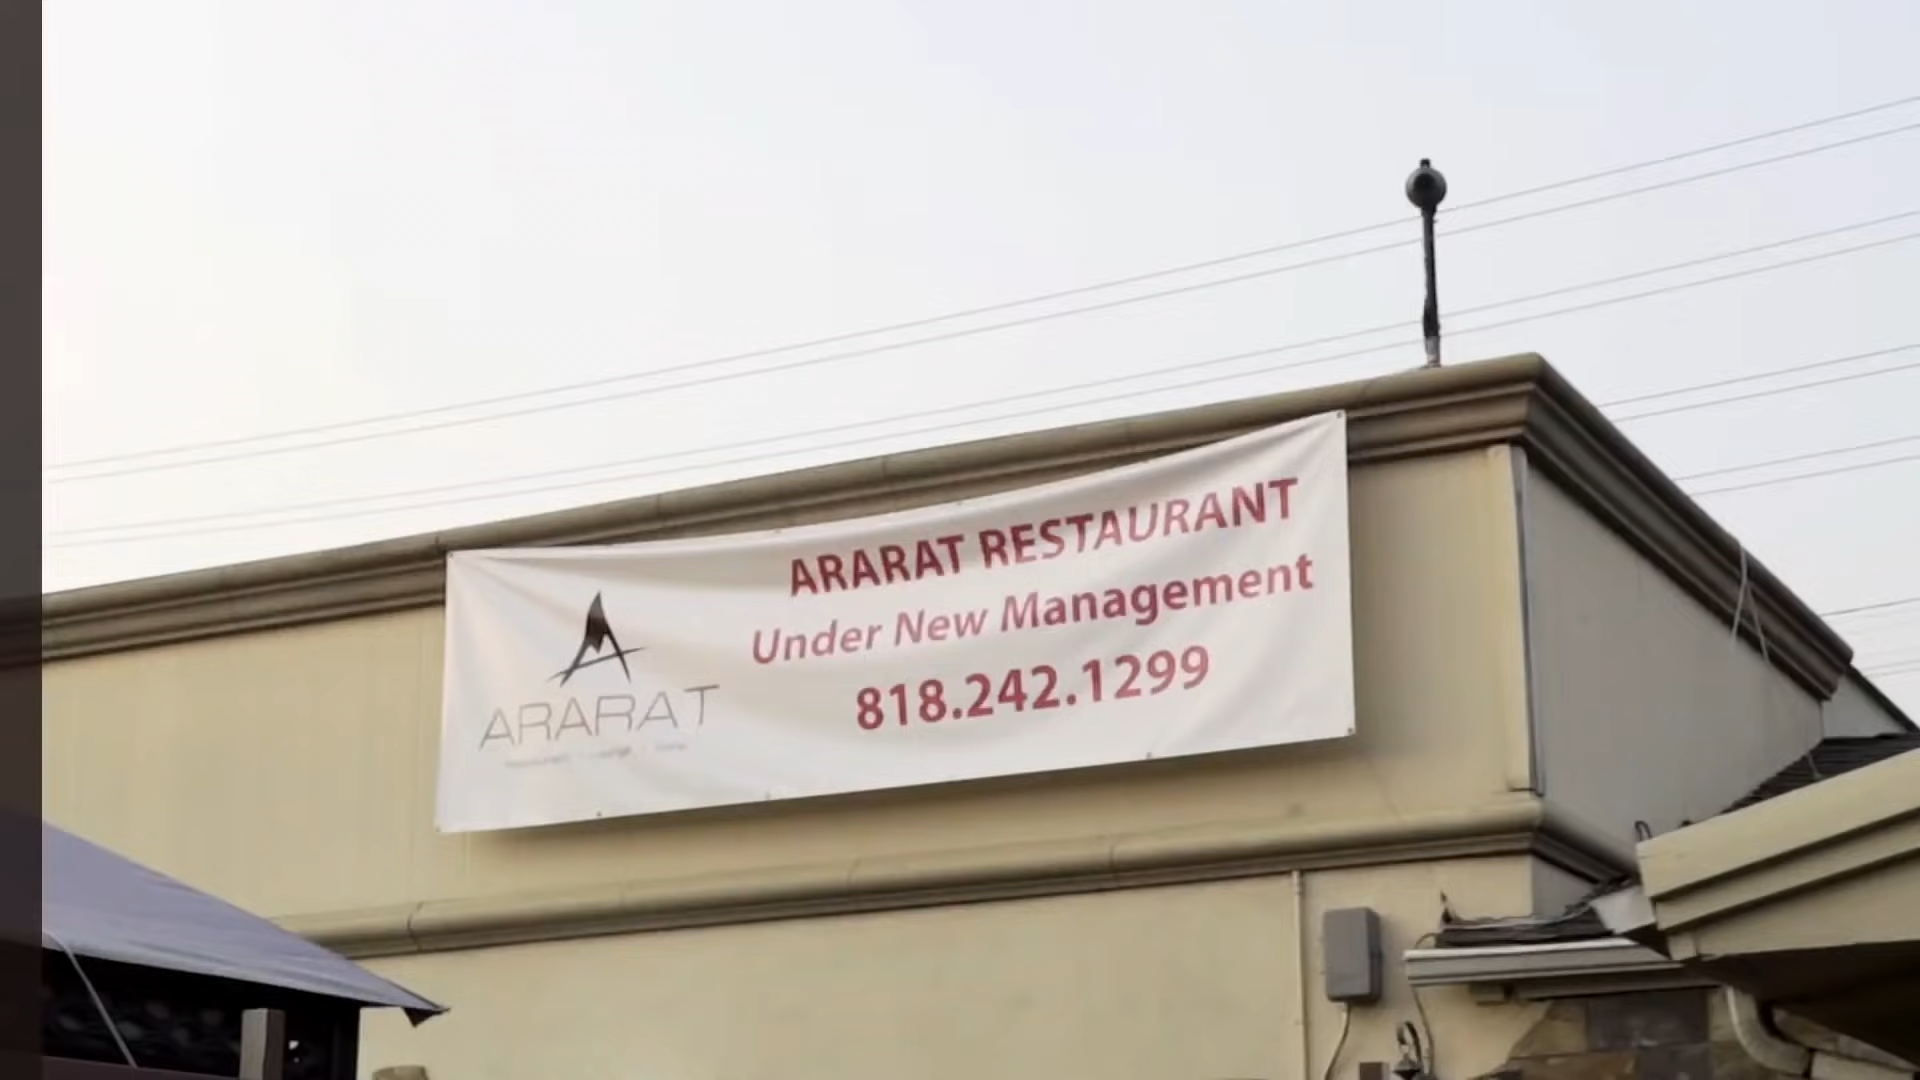 ARARAT RESTAURANT
Under New Management
818.242.1299
ARARAT